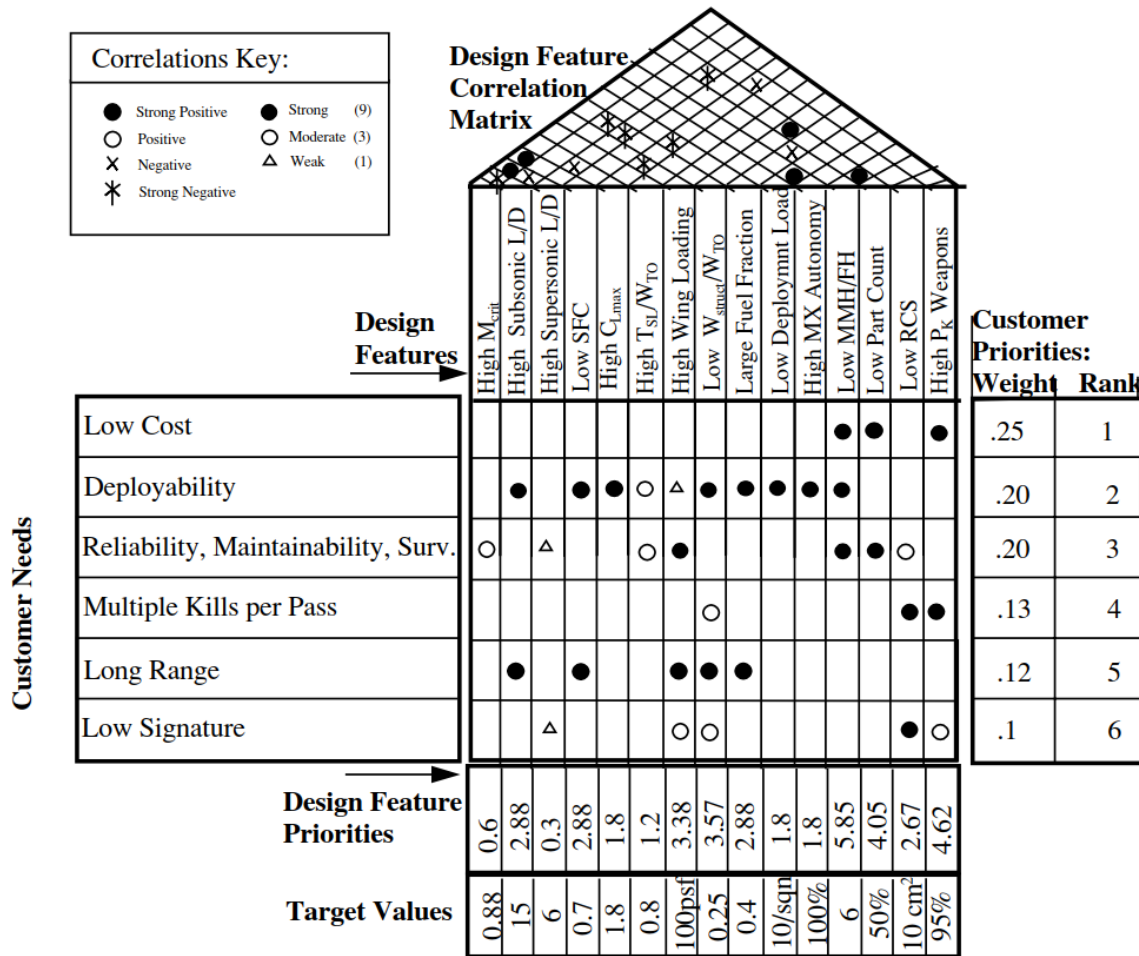 Correlations Key:
Strong Positive
Strong (9)
Positive
Moderate (3)
Negative
Weak (1)
Strong Negative
Design Feature
Correlation
Matrix
Design
Features
High M_crit
High Subsonic L/D
High Supersonic L/D
Low SFC
High C_Lmax
High T_SL/W_TO
High Wing Loading
Low W_struct/W_TO
Large Fuel Fraction
Low Deploymnt Load
High MX Autonomy
Low MMH/FH
Low Part Count
Low RCS
High P_K Weapons
Customer
Priorities:
Weight Rank
Customer Needs
Low Cost .25 1
Deployability .20 2
Reliability, Maintainability, Surv. .20 3
Multiple Kills per Pass .13 4
Long Range .12 5
Low Signature .1 6
Design Feature
Priorities
0.6 2.88 0.3 2.88 1.8 1.2 3.38 3.57 2.88 1.8 1.8 5.85 4.05 2.67 4.62
Target Values
0.88 15 6 0.7 1.8 0.8 100psf 0.25 0.4 10/sqn 100% 6 50% 10 cm² 95%